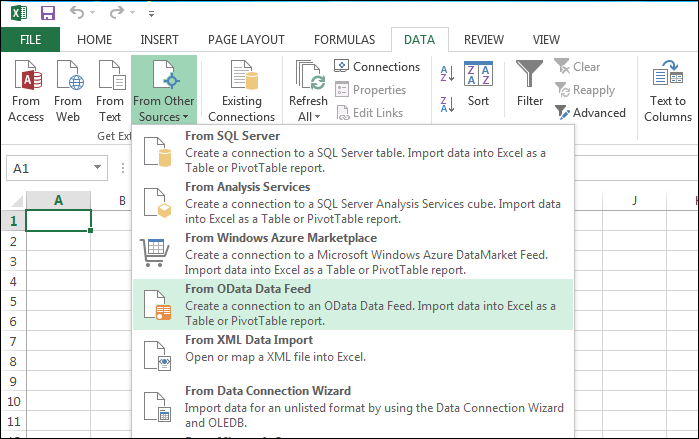 FILE HOME INSERT PAGE LAYOUT FORMULAS DATA REVIEW VIEW
From Access
From Web
From Text
From Other Sources
Existing Connections
Refresh All
Connections
Properties
Edit Links
Sort
Filter
Clear
Reapply
Advanced
Text to Columns
Get Ext
A1
A B J
1
2
3
4
5
6
7
8
9
10
11
From SQL Server
Create a connection to a SQL Server table. Import data into Excel as a
Table or PivotTable report.
From Analysis Services
Create a connection to a SQL Server Analysis Services cube. Import data
into Excel as a Table or PivotTable report.
From Windows Azure Marketplace
Create a connection to a Microsoft Windows Azure DataMarket Feed.
Import data into Excel as a Table or PivotTable report.
From OData Data Feed
Create a connection to an OData Data Feed. Import data into Excel as a
Table or PivotTable report.
From XML Data Import
Open or map a XML file into Excel.
From Data Connection Wizard
Import data for an unlisted format by using the Data Connection Wizard
and OLEDB.